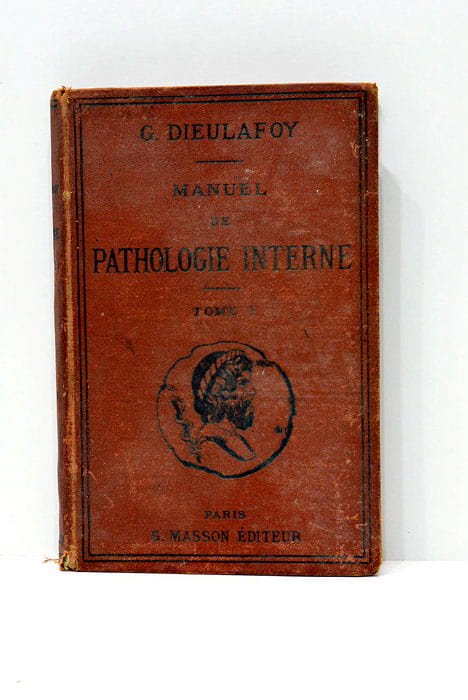 G. DIEULAFOY
MANUEL
DE
PATHOLOGIE INTERNE
TOME
PARIS
G. MASSON ÉDITEUR